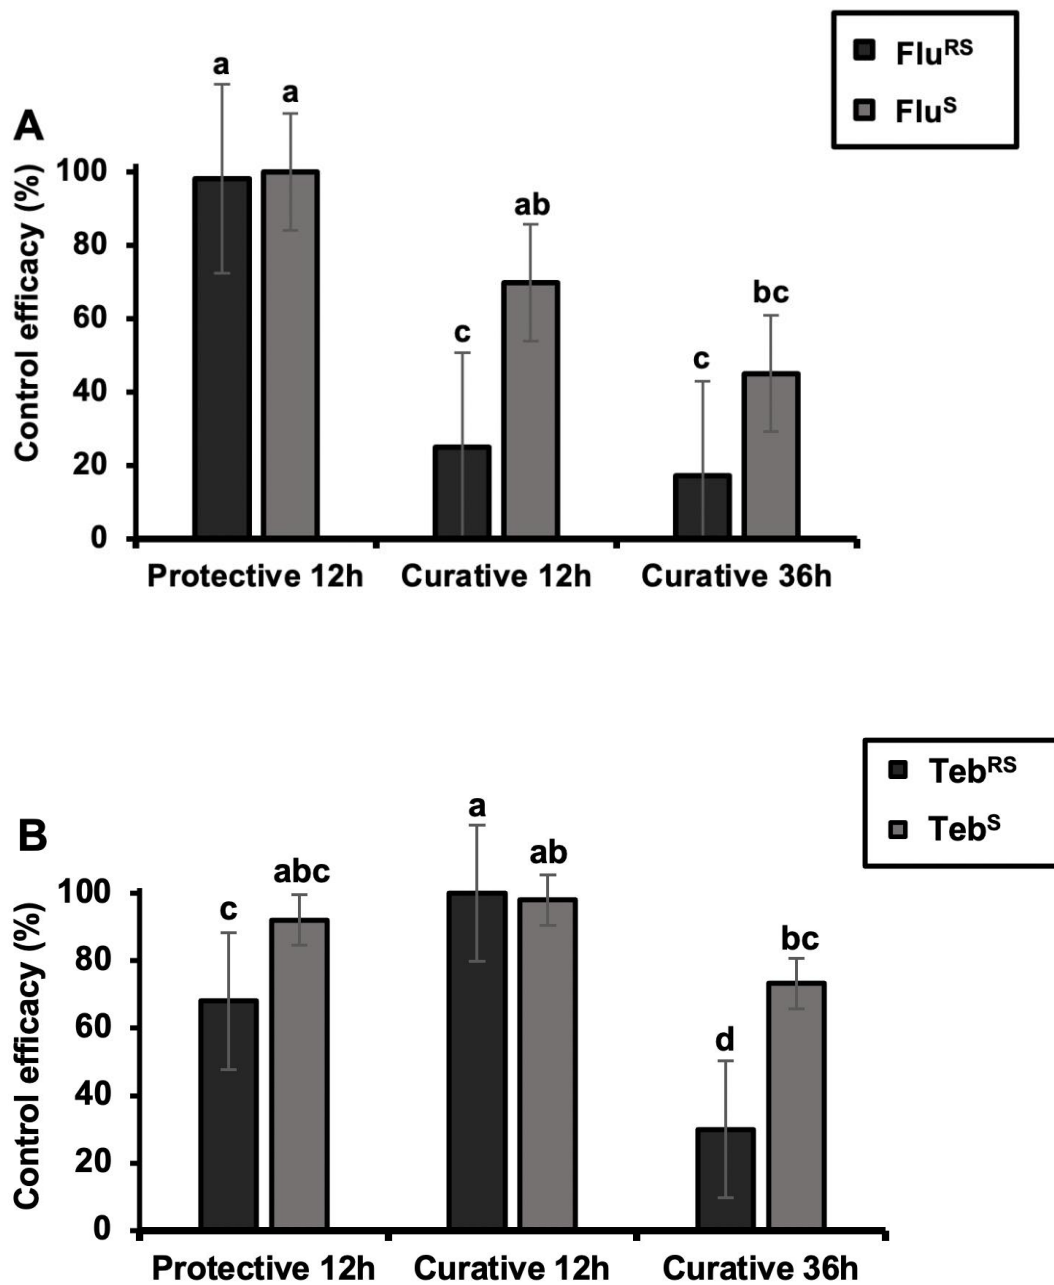 Flu^RS
Flu^S
A
a a ab c bc c
Control efficacy (%)
100
80
60
40
20
0
Protective 12h Curative 12h Curative 36h
Teb^RS
Teb^S
B
c abc a ab d bc
Control efficacy (%)
100
80
60
40
20
0
Protective 12h Curative 12h Curative 36h